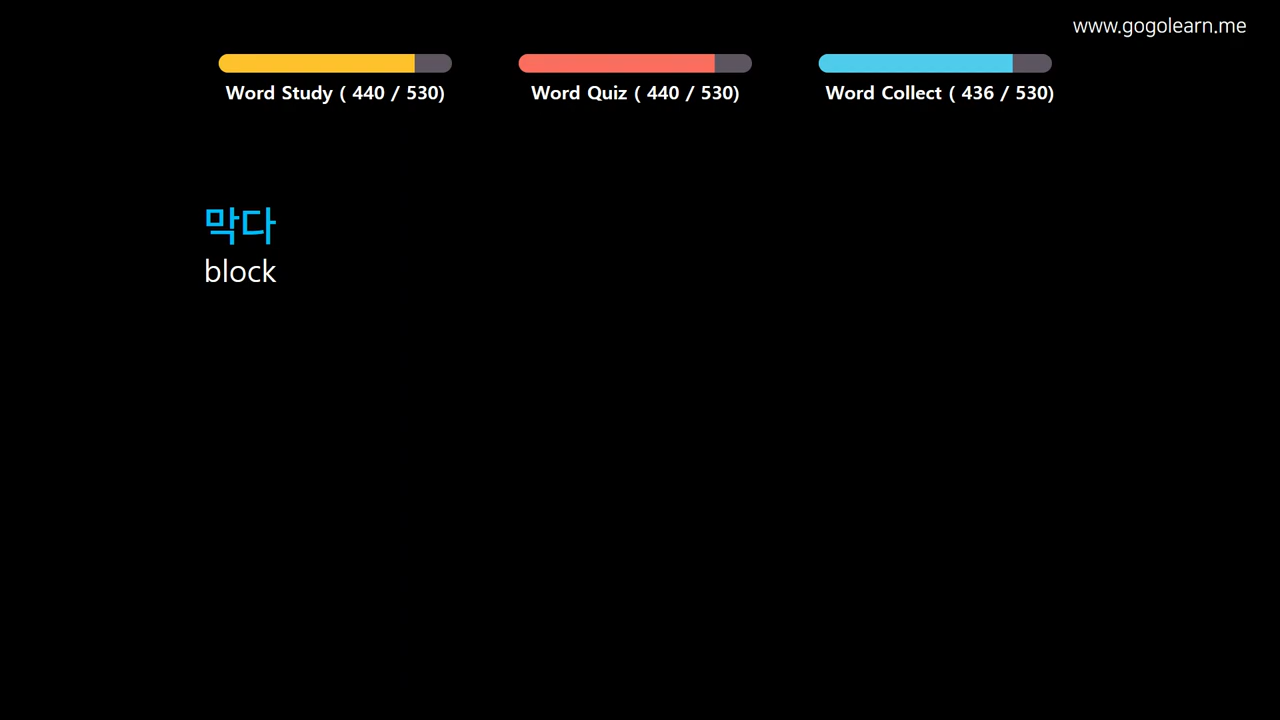 www.gogolearn.me
Word Study ( 440 / 530)
Word Quiz ( 440 / 530)
Word Collect ( 436 / 530)
막다
block